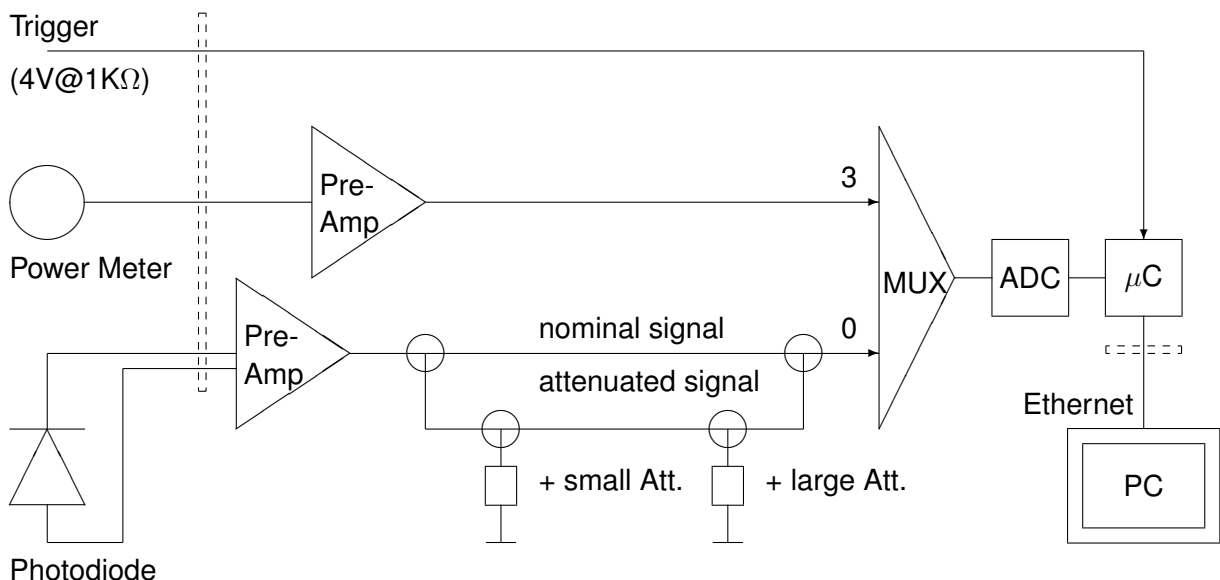 Trigger
(4V@1KΩ)
Pre-
Amp
3
Power Meter
MUX
ADC
μC
Pre-
Amp
nominal signal
0
attenuated signal
Ethernet
+ small Att.
+ large Att.
PC
Photodiode